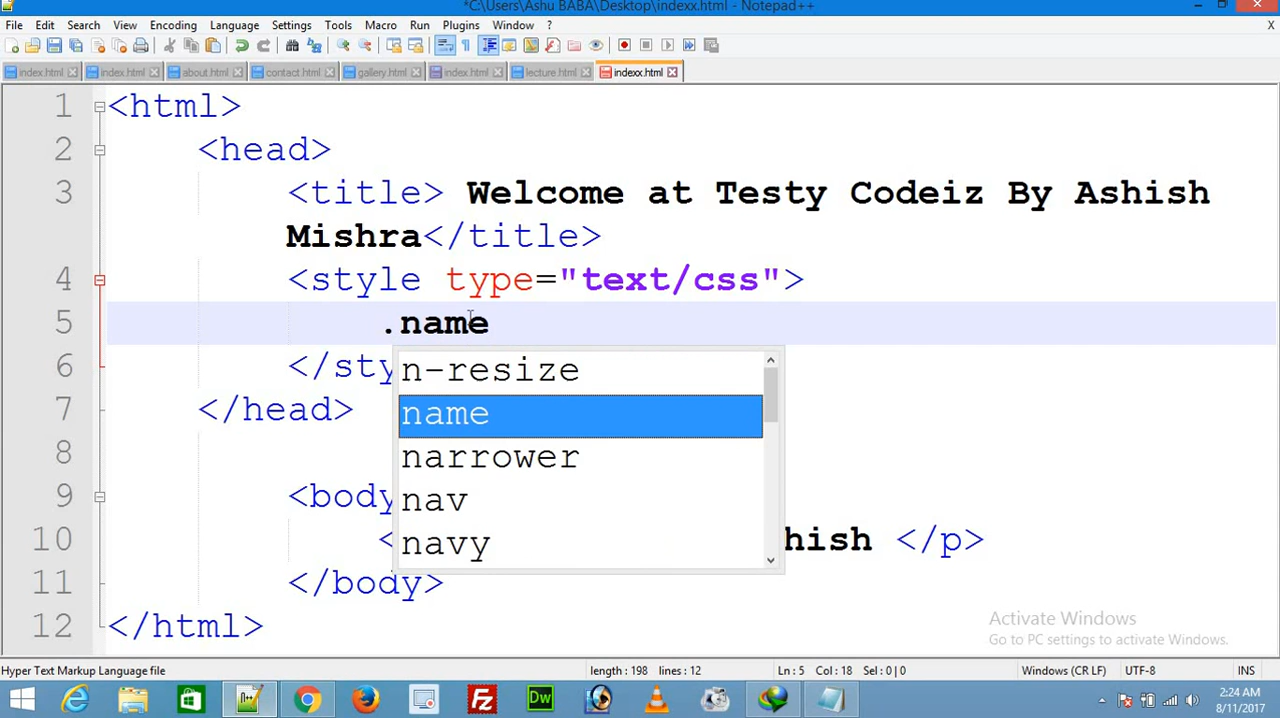 *C:\Users\Ashu BABA\Desktop\indexx.html - Notepad++
File Edit Search View Encoding Language Settings Tools Macro Run Plugins Window ? X
index.html index.html about.html contact.html gallery.html index.html lecture.html indexx.html
1 <html>
2 <head>
3 <title> Welcome at Testy Codeiz By Ashish
Mishra</title>
4 <style type="text/css">
5 .name
6 </sty
n-resize
7 </head>
name
8
narrower
9 <body
nav
10 < hish </p>
navy
11 </body>
12 </html>
Activate Windows
Go to PC settings to activate Windows.
Hyper Text Markup Language file length : 198 lines : 12 Ln : 5 Col : 18 Sel : 0 | 0 Windows (CR LF) UTF-8 INS
2:24 AM
8/11/2017